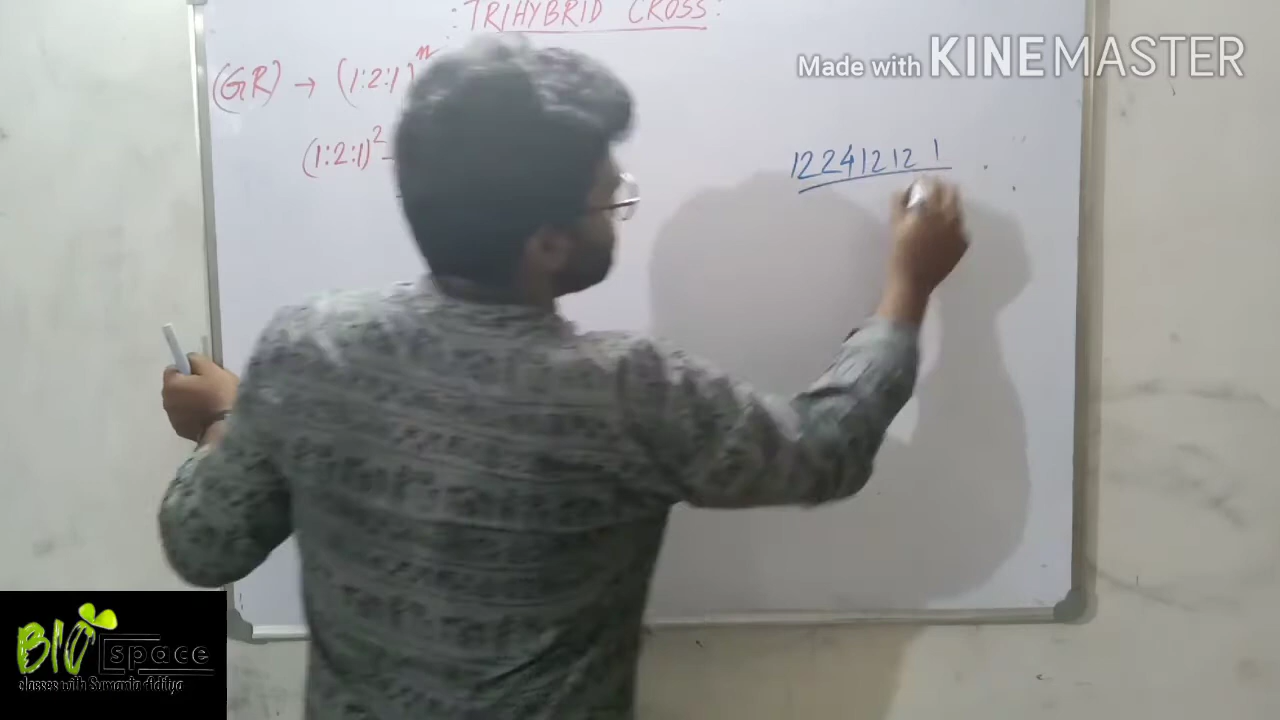 : TRIHYBRID CROSS:
Made with KINEMASTER
(GR) → (1:2:1)ⁿ
(1:2:1)² -
122412121
BIO space
classes with Sumanta Aditya